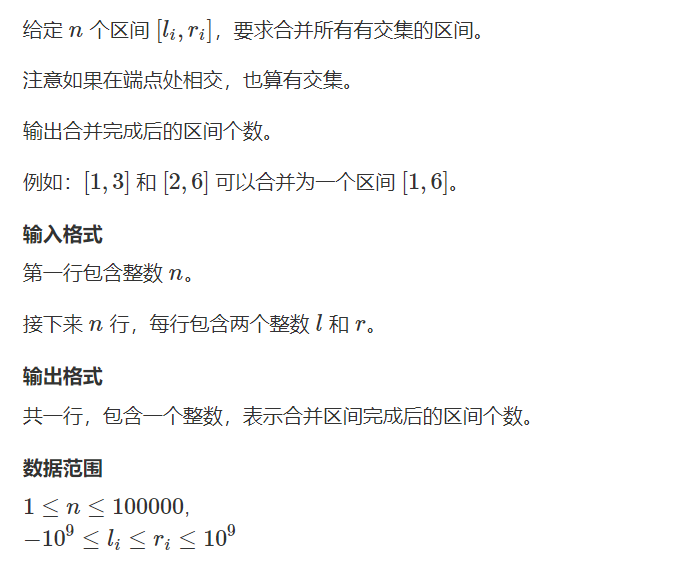 给定 n 个区间 [l_i, r_i]，要求合并所有有交集的区间。
注意如果在端点处相交，也算有交集。
输出合并完成后的区间个数。
例如：[1,3] 和 [2,6] 可以合并为一个区间 [1,6]。
输入格式
第一行包含整数 n。
接下来 n 行，每行包含两个整数 l 和 r。
输出格式
共一行，包含一个整数，表示合并区间完成后的区间个数。
数据范围
1 ≤ n ≤ 100000,
−10^9 ≤ l_i ≤ r_i ≤ 10^9